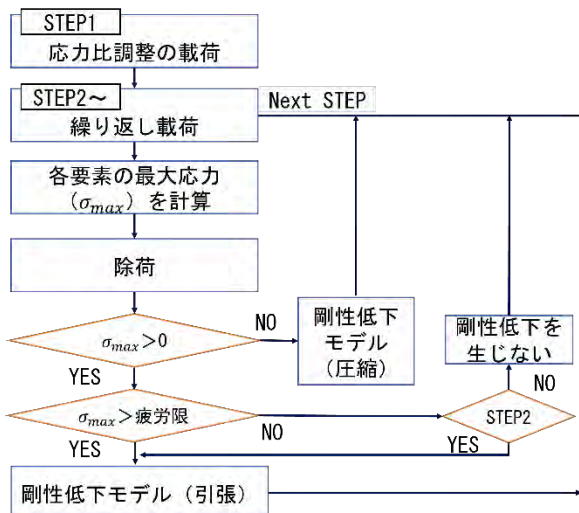 STEP1
応力比調整の載荷
STEP2~
Next STEP
繰り返し載荷
各要素の最大応力
(σmax) を計算
除荷
σmax>0
NO
YES
剛性低下
モデル
(圧縮)
剛性低下を
生じない
NO
σmax>疲労限
NO
YES
STEP2
YES
剛性低下モデル (引張)